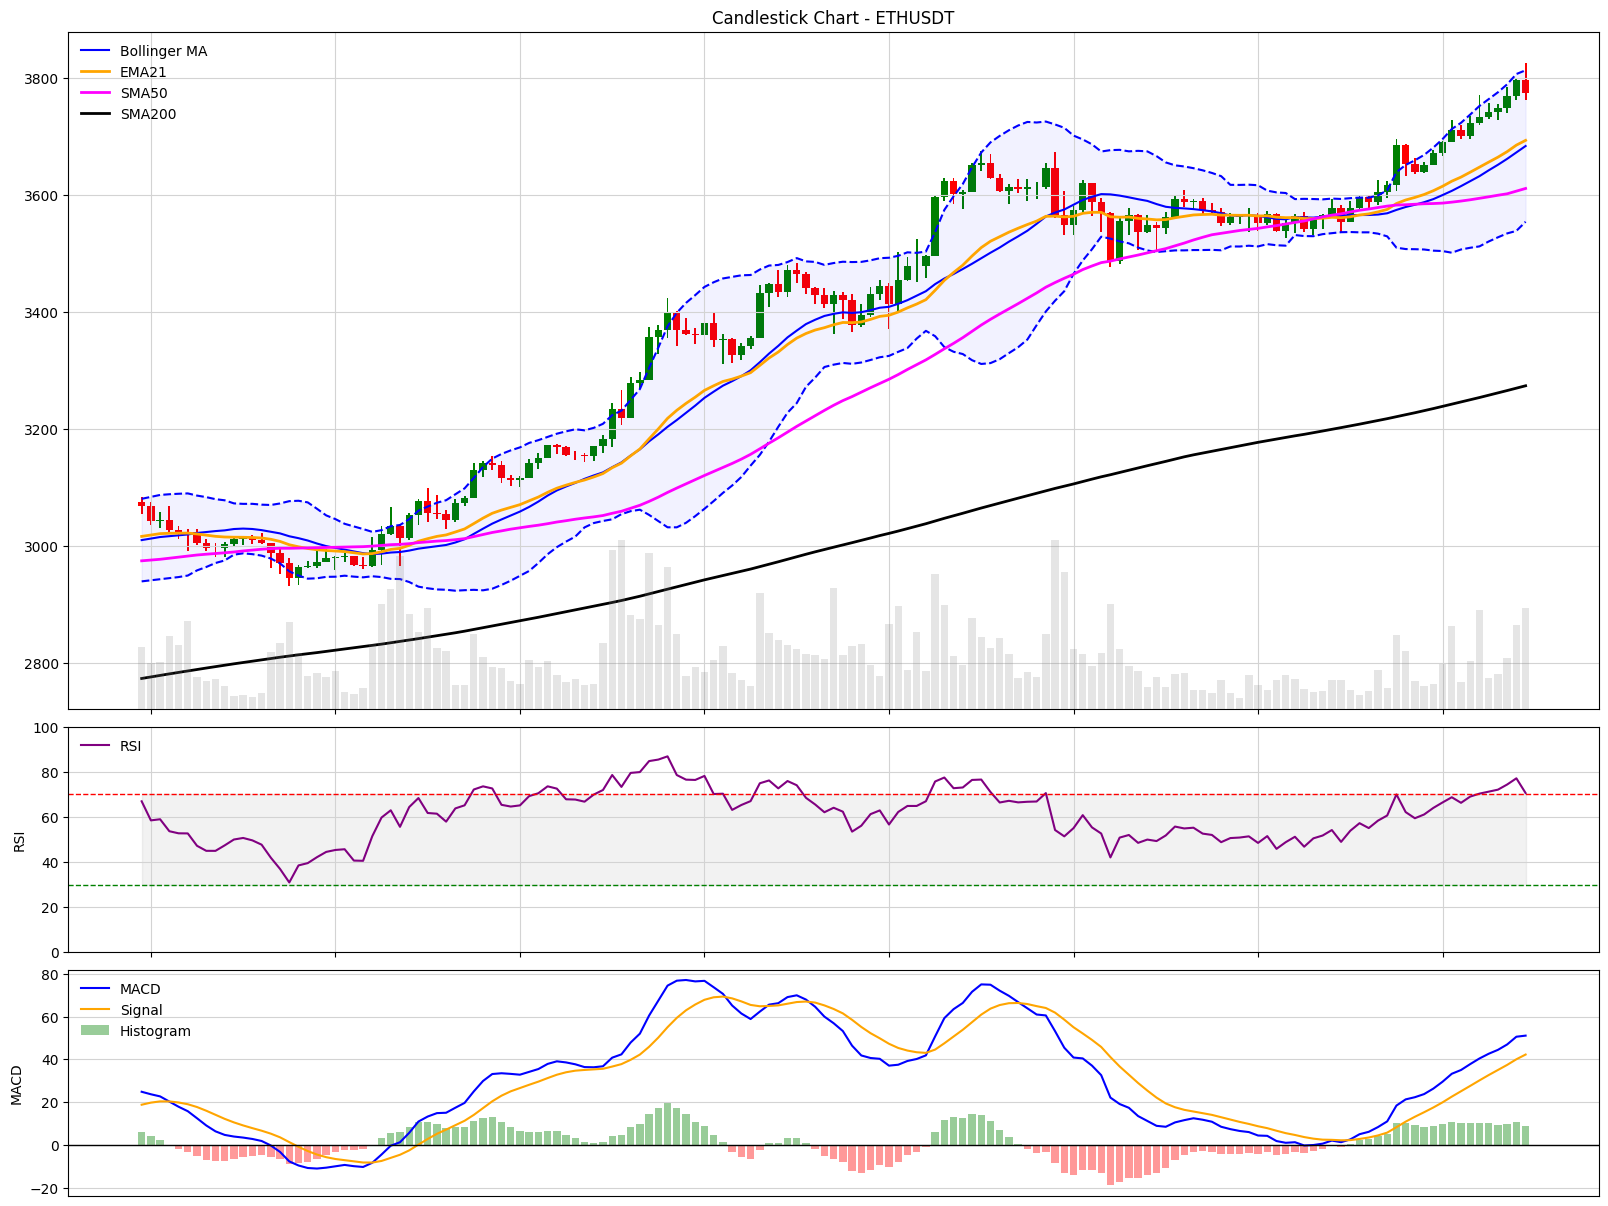 Candlestick Chart - ETHUSDT
Bollinger MA
EMA21
SMA50
SMA200
3800
3600
3400
3200
3000
2800
RSI
100
80
60
40
20
0
RSI
MACD
Signal
Histogram
80
60
40
20
0
−20
MACD